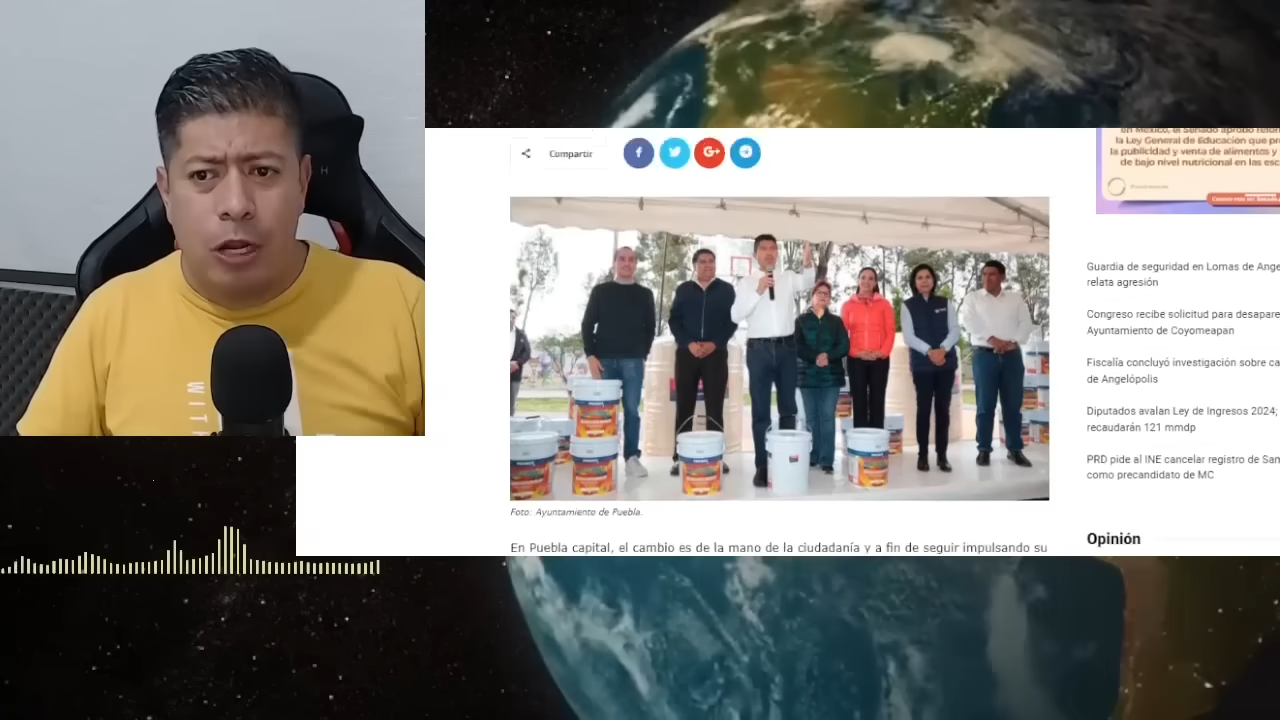 H
WITH
Compartir
f
G+
en México, el Senado aprobó
la Ley General de Educación que
la publicidad y venta de alimentos y
de bajo nivel nutricional en las
Foto: Ayuntamiento de Puebla.
En Puebla capital, el cambio es de la mano de la ciudadanía y a fin de seguir impulsando su
Guardia de seguridad en Lomas de Ange
relata agresión
Congreso recibe solicitud para desapare
Ayuntamiento de Coyomeapan
Fiscalía concluyó investigación sobre ca
de Angelópolis
Diputados avalan Ley de Ingresos 2024;
recaudarán 121 mmdp
PRD pide al INE cancelar registro de Sam
como precandidato de MC
Opinión